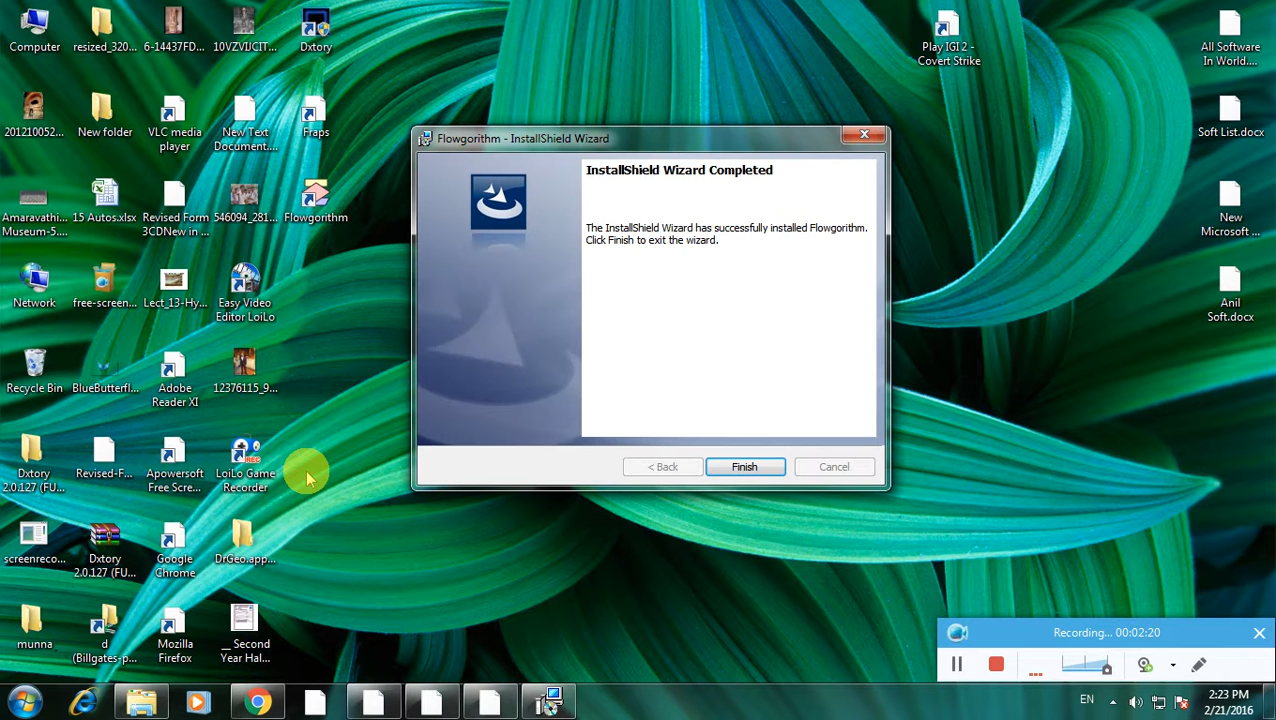 Computer
resized_320...
6-14437FD...
10VZVIJCIT...
Dxtory
Play IGI 2 -
Covert Strike
All Software
In World....
201210052...
New folder
VLC media
player
New Text
Document....
Fraps
Soft List.docx
Flowgorithm - InstallShield Wizard
InstallShield Wizard Completed
The InstallShield Wizard has successfully installed Flowgorithm.
Click Finish to exit the wizard.
< Back
Finish
Cancel
Amaravathi...
Museum-5....
15 Autos.xlsx
Revised Form
3CDNew in...
546094_281...
Flowgorithm
New
Microsoft ...
Network
free-screen...
Lect_13-Hy...
Easy Video
Editor LoiLo
Anil
Soft.docx
Recycle Bin
BlueButterfl...
Adobe
Reader XI
12376115_9...
Dxtory
2.0.127 (FU...
Revised-F...
Apowersoft
Free Scree...
REC
LoiLo Game
Recorder
screenreco...
Dxtory
2.0.127 (FU...
Google
Chrome
DrGeo.app...
munna
d
(Billgates-p...
Mozilla
Firefox
__ Second
Year Hal...
Recording... 00:02:20
EN
2:23 PM
2/21/2016